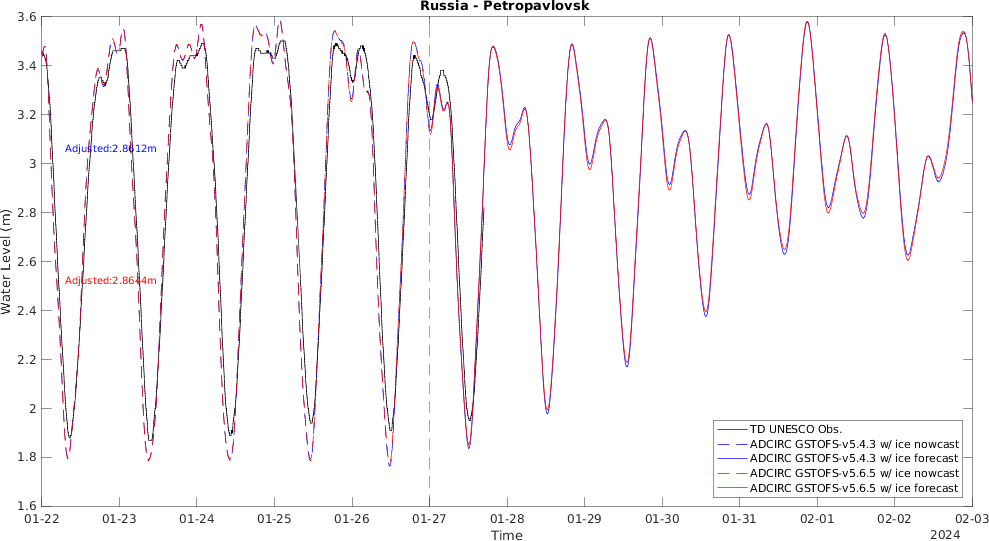 Russia - Petropavlovsk
3.6
3.4
3.2
3
2.8
2.6
2.4
2.2
2
1.8
1.6
Water Level (m)
Adjusted:2.8612m
Adjusted:2.8644m
TD UNESCO Obs.
ADCIRC GSTOFS-v5.4.3 w/ ice nowcast
ADCIRC GSTOFS-v5.4.3 w/ ice forecast
ADCIRC GSTOFS-v5.6.5 w/ ice nowcast
ADCIRC GSTOFS-v5.6.5 w/ ice forecast
01-22 01-23 01-24 01-25 01-26 01-27 01-28 01-29 01-30 01-31 02-01 02-02 02-03
Time
2024